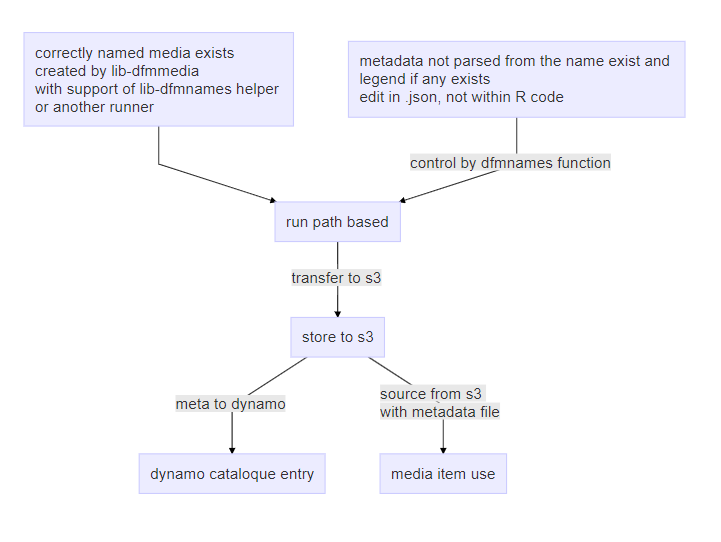 correctly named media exists
created by lib-dfmmedia
with support of lib-dfmnames helper
or another runner
metadata not parsed from the name exist and
legend if any exists
edit in .json, not within R code
control by dfmnames function
run path based
transfer to s3
store to s3
meta to dynamo
source from s3
with metadata file
dynamo cataloque entry
media item use